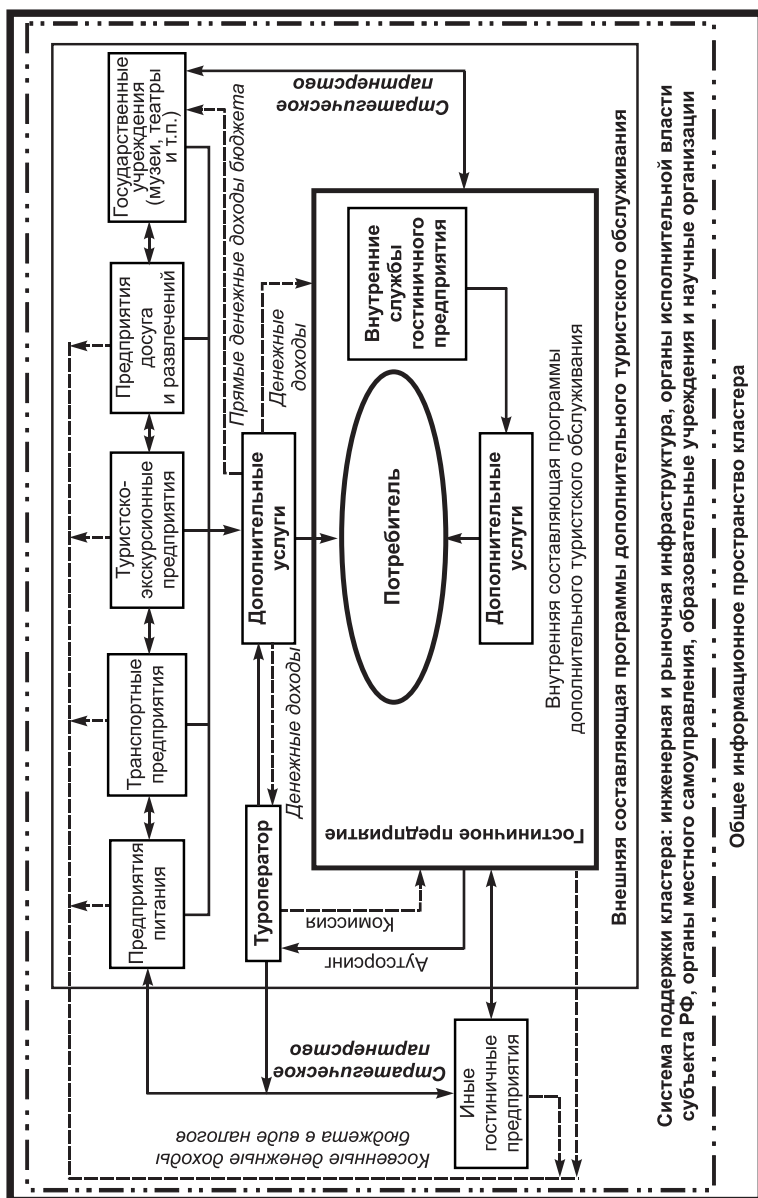 Предприятия
питания
Транспортные
предприятия
Туристско-
экскурсионные
предприятия
Предприятия
досуга
и развлечений
Государственные
учреждения
(музеи, театры
и т.п.)
Туроператор
Денежные доходы
Дополнительные
услуги
Прямые денежные доходы бюджета
Денежные
доходы
Стратегическое
партнерство
Комиссия
Аутсорсинг
Стратегическое
партнерство
Косвенные денежные доходы
бюджета в виде налогов
Иные
гостиничные
предприятия
Гостиничное предприятие
Потребитель
Внутренние
службы
гостиничного
предприятия
Дополнительные
услуги
Внутренняя составляющая программы
дополнительного туристского обслуживания
Внешняя составляющая программы дополнительного туристского обслуживания
Система поддержки кластера: инженерная и рыночная инфраструктура, органы исполнительной власти
субъекта РФ, органы местного самоуправления, образовательные учреждения и научные организации
Общее информационное пространство кластера